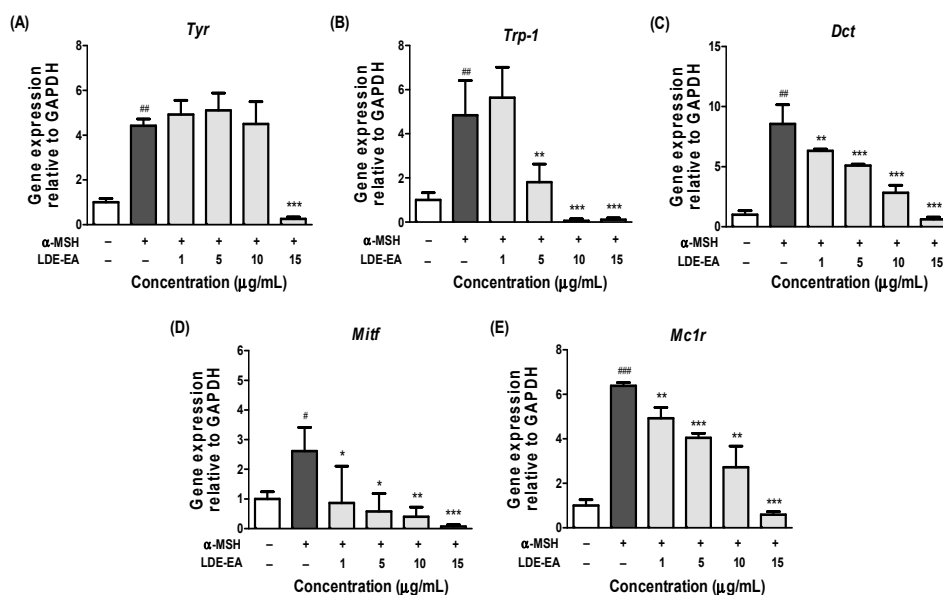 (A)
Tyr
Gene expression
relative to GAPDH
8
6
4
2
0
##
***
α-MSH – + + + + +
LDE-EA – – 1 5 10 15
Concentration (μg/mL)
(B)
Trp-1
Gene expression
relative to GAPDH
8
6
4
2
0
##
**
***
***
α-MSH – + + + + +
LDE-EA – – 1 5 10 15
Concentration (μg/mL)
(C)
Dct
Gene expression
relative to GAPDH
15
10
5
0
##
**
***
***
***
α-MSH – + + + + +
LDE-EA – – 1 5 10 15
Concentration (μg/mL)
(D)
Mitf
Gene expression
relative to GAPDH
6
5
4
3
2
1
0
#
*
*
**
***
α-MSH – + + + + +
LDE-EA – – 1 5 10 15
Concentration (μg/mL)
(E)
Mc1r
Gene expression
relative to GAPDH
8
6
4
2
0
###
**
***
**
***
α-MSH – + + + + +
LDE-EA – – 1 5 10 15
Concentration (μg/mL)